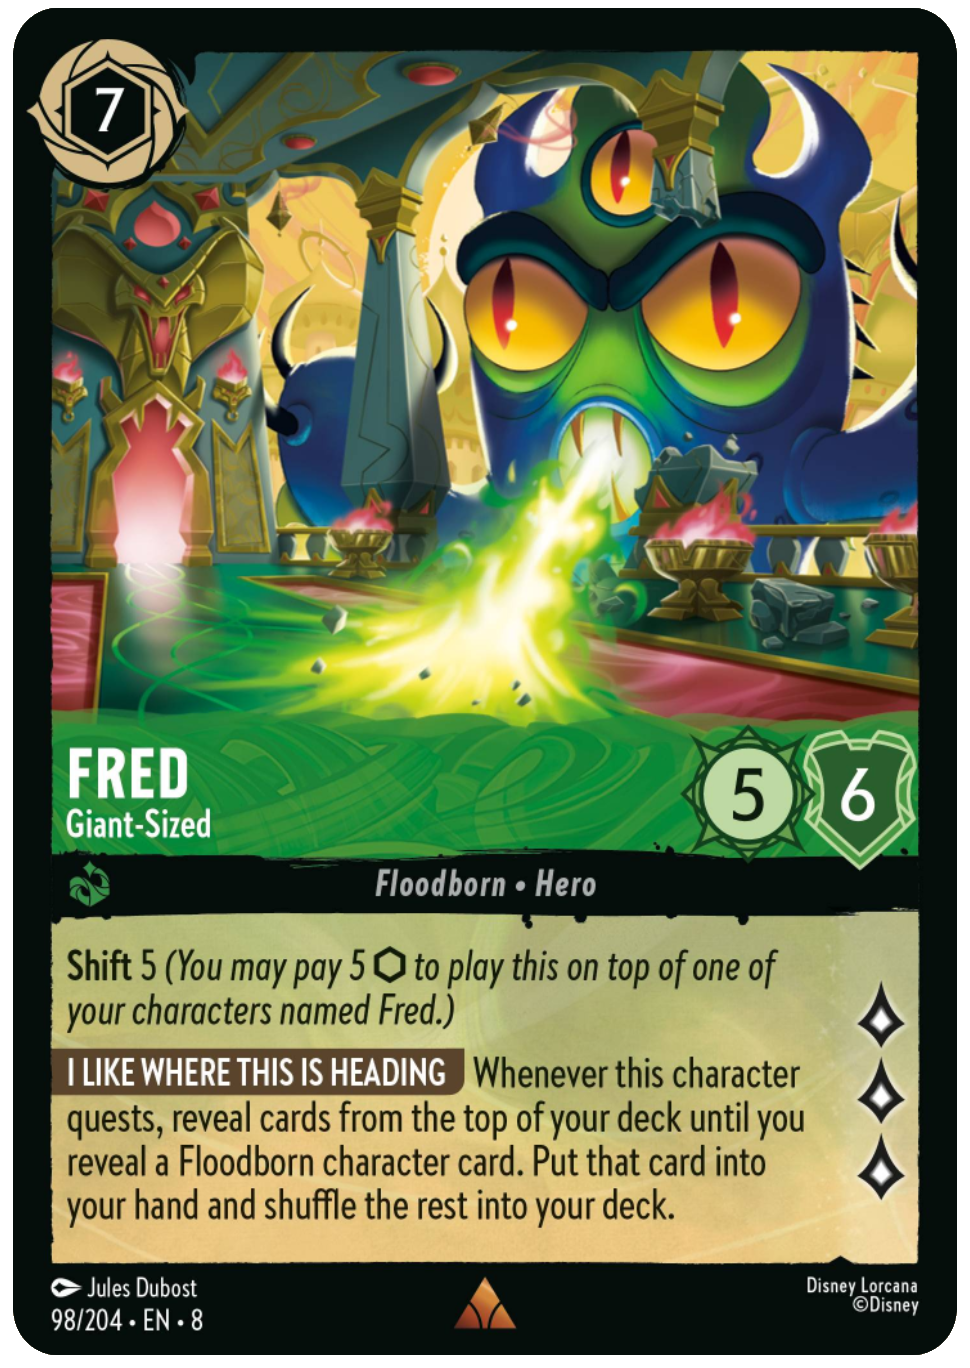 7
FRED
Giant-Sized
5
6
Floodborn • Hero
Shift 5 (You may pay 5 ⬡ to play this on top of one of
your characters named Fred.)
I LIKE WHERE THIS IS HEADING Whenever this character
quests, reveal cards from the top of your deck until you
reveal a Floodborn character card. Put that card into
your hand and shuffle the rest into your deck.
Jules Dubost
98/204 • EN • 8
Disney Lorcana
©Disney